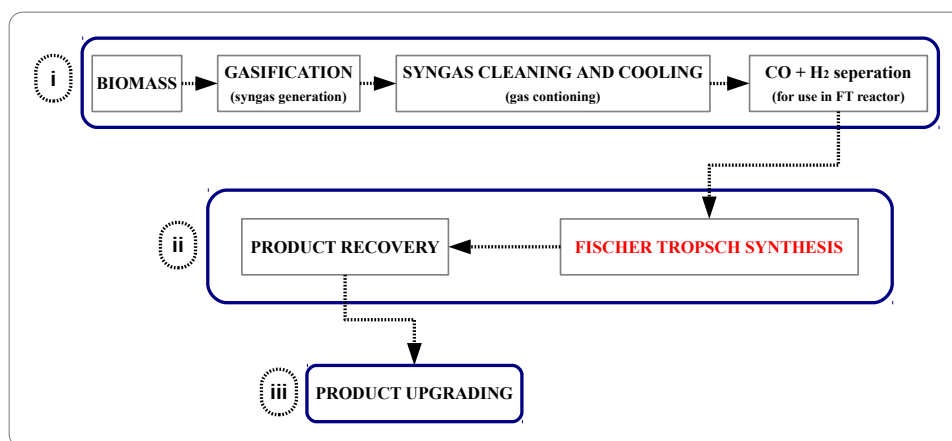 i
BIOMASS
GASIFICATION
(syngas generation)
SYNGAS CLEANING AND COOLING
(gas contioning)
CO + H₂ seperation
(for use in FT reactor)
ii
PRODUCT RECOVERY
FISCHER TROPSCH SYNTHESIS
iii
PRODUCT UPGRADING